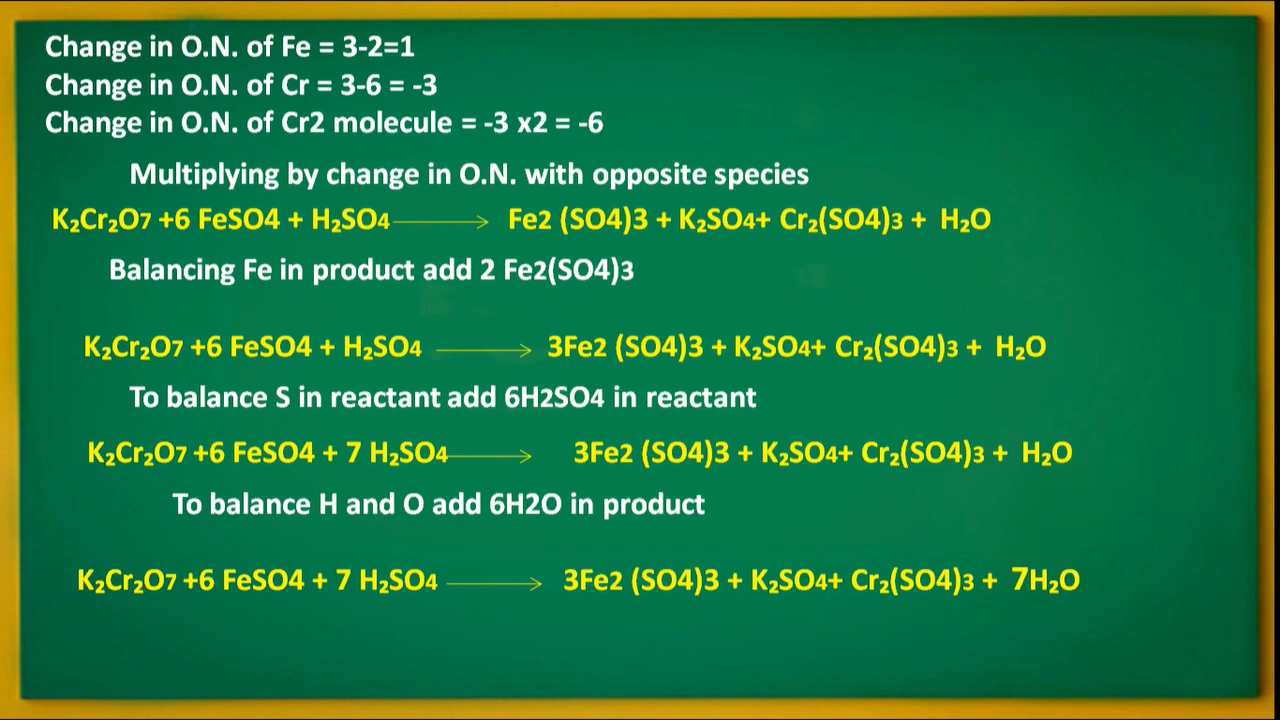 Change in O.N. of Fe = 3-2=1
Change in O.N. of Cr = 3-6 = -3
Change in O.N. of Cr2 molecule = -3 x2 = -6
Multiplying by change in O.N. with opposite species
K₂Cr₂O7 +6 FeSO4 + H₂SO4 ⟶ Fe2 (SO4)3 + K₂SO4+ Cr₂(SO4)3 + H₂O
Balancing Fe in product add 2 Fe2(SO4)3
K₂Cr₂O7 +6 FeSO4 + H₂SO4 ⟶ 3Fe2 (SO4)3 + K₂SO4+ Cr₂(SO4)3 + H₂O
To balance S in reactant add 6H2SO4 in reactant
K₂Cr₂O7 +6 FeSO4 + 7 H₂SO4 ⟶ 3Fe2 (SO4)3 + K₂SO4+ Cr₂(SO4)3 + H₂O
To balance H and O add 6H2O in product
K₂Cr₂O7 +6 FeSO4 + 7 H₂SO4 ⟶ 3Fe2 (SO4)3 + K₂SO4+ Cr₂(SO4)3 + 7H₂O